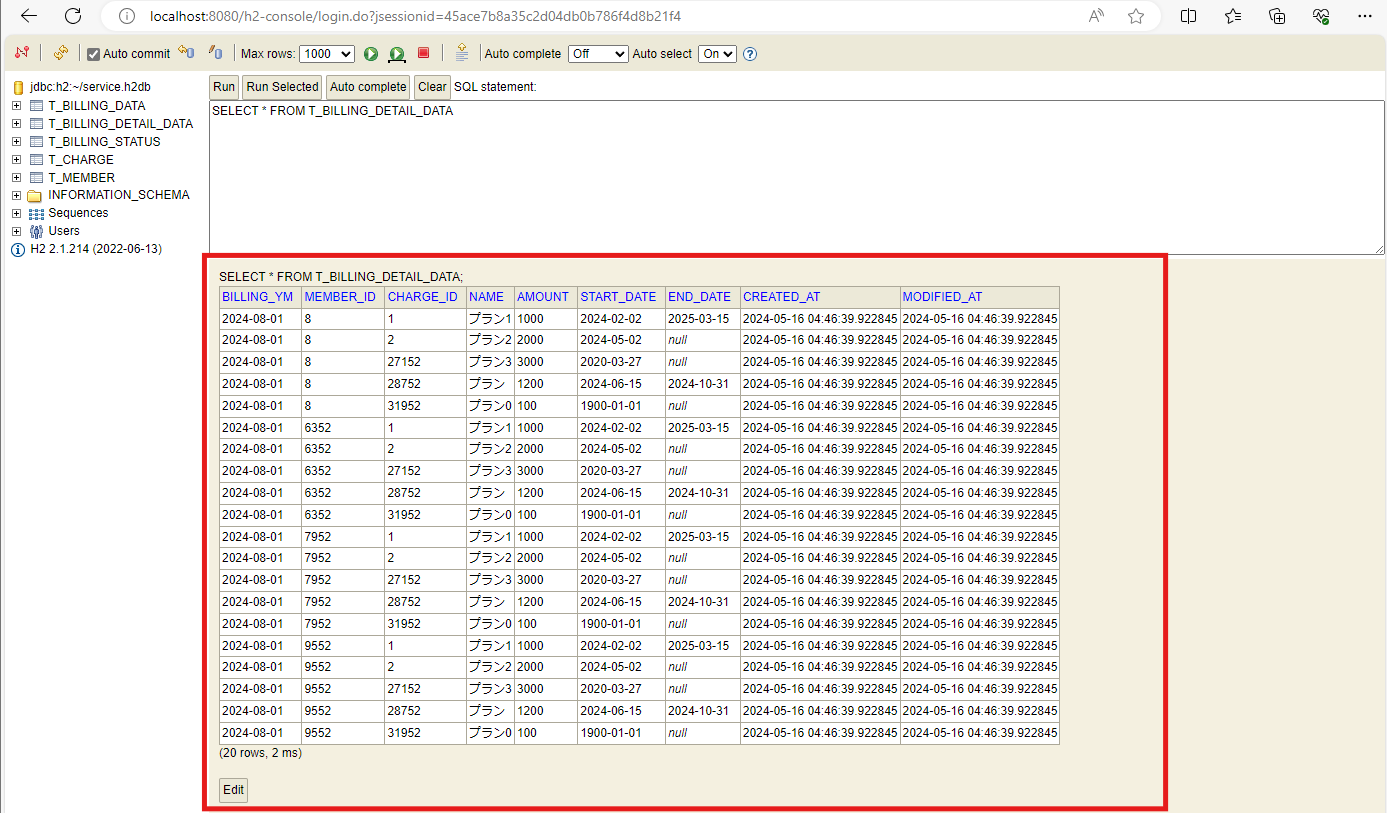 localhost:8080/h2-console/login.do?jsessionid=45ace7b8a35c2d04db0b786f4d8b21f4
Auto commit Max rows: 1000 Auto complete Off Auto select On
jdbc:h2:~/service.h2db
T_BILLING_DATA
T_BILLING_DETAIL_DATA
T_BILLING_STATUS
T_CHARGE
T_MEMBER
INFORMATION_SCHEMA
Sequences
Users
H2 2.1.214 (2022-06-13)
Run Run Selected Auto complete Clear SQL statement:
SELECT * FROM T_BILLING_DETAIL_DATA
SELECT * FROM T_BILLING_DETAIL_DATA;
BILLING_YM MEMBER_ID CHARGE_ID NAME AMOUNT START_DATE END_DATE CREATED_AT MODIFIED_AT
2024-08-01 8 1 プラン1 1000 2024-02-02 2025-03-15 2024-05-16 04:46:39.922845 2024-05-16 04:46:39.922845
2024-08-01 8 2 プラン2 2000 2024-05-02 null 2024-05-16 04:46:39.922845 2024-05-16 04:46:39.922845
2024-08-01 8 27152 プラン3 3000 2020-03-27 null 2024-05-16 04:46:39.922845 2024-05-16 04:46:39.922845
2024-08-01 8 28752 プラン 1200 2024-06-15 2024-10-31 2024-05-16 04:46:39.922845 2024-05-16 04:46:39.922845
2024-08-01 8 31952 プラン0 100 1900-01-01 null 2024-05-16 04:46:39.922845 2024-05-16 04:46:39.922845
2024-08-01 6352 1 プラン1 1000 2024-02-02 2025-03-15 2024-05-16 04:46:39.922845 2024-05-16 04:46:39.922845
2024-08-01 6352 2 プラン2 2000 2024-05-02 null 2024-05-16 04:46:39.922845 2024-05-16 04:46:39.922845
2024-08-01 6352 27152 プラン3 3000 2020-03-27 null 2024-05-16 04:46:39.922845 2024-05-16 04:46:39.922845
2024-08-01 6352 28752 プラン 1200 2024-06-15 2024-10-31 2024-05-16 04:46:39.922845 2024-05-16 04:46:39.922845
2024-08-01 6352 31952 プラン0 100 1900-01-01 null 2024-05-16 04:46:39.922845 2024-05-16 04:46:39.922845
2024-08-01 7952 1 プラン1 1000 2024-02-02 2025-03-15 2024-05-16 04:46:39.922845 2024-05-16 04:46:39.922845
2024-08-01 7952 2 プラン2 2000 2024-05-02 null 2024-05-16 04:46:39.922845 2024-05-16 04:46:39.922845
2024-08-01 7952 27152 プラン3 3000 2020-03-27 null 2024-05-16 04:46:39.922845 2024-05-16 04:46:39.922845
2024-08-01 7952 28752 プラン 1200 2024-06-15 2024-10-31 2024-05-16 04:46:39.922845 2024-05-16 04:46:39.922845
2024-08-01 7952 31952 プラン0 100 1900-01-01 null 2024-05-16 04:46:39.922845 2024-05-16 04:46:39.922845
2024-08-01 9552 1 プラン1 1000 2024-02-02 2025-03-15 2024-05-16 04:46:39.922845 2024-05-16 04:46:39.922845
2024-08-01 9552 2 プラン2 2000 2024-05-02 null 2024-05-16 04:46:39.922845 2024-05-16 04:46:39.922845
2024-08-01 9552 27152 プラン3 3000 2020-03-27 null 2024-05-16 04:46:39.922845 2024-05-16 04:46:39.922845
2024-08-01 9552 28752 プラン 1200 2024-06-15 2024-10-31 2024-05-16 04:46:39.922845 2024-05-16 04:46:39.922845
2024-08-01 9552 31952 プラン0 100 1900-01-01 null 2024-05-16 04:46:39.922845 2024-05-16 04:46:39.922845
(20 rows, 2 ms)
Edit